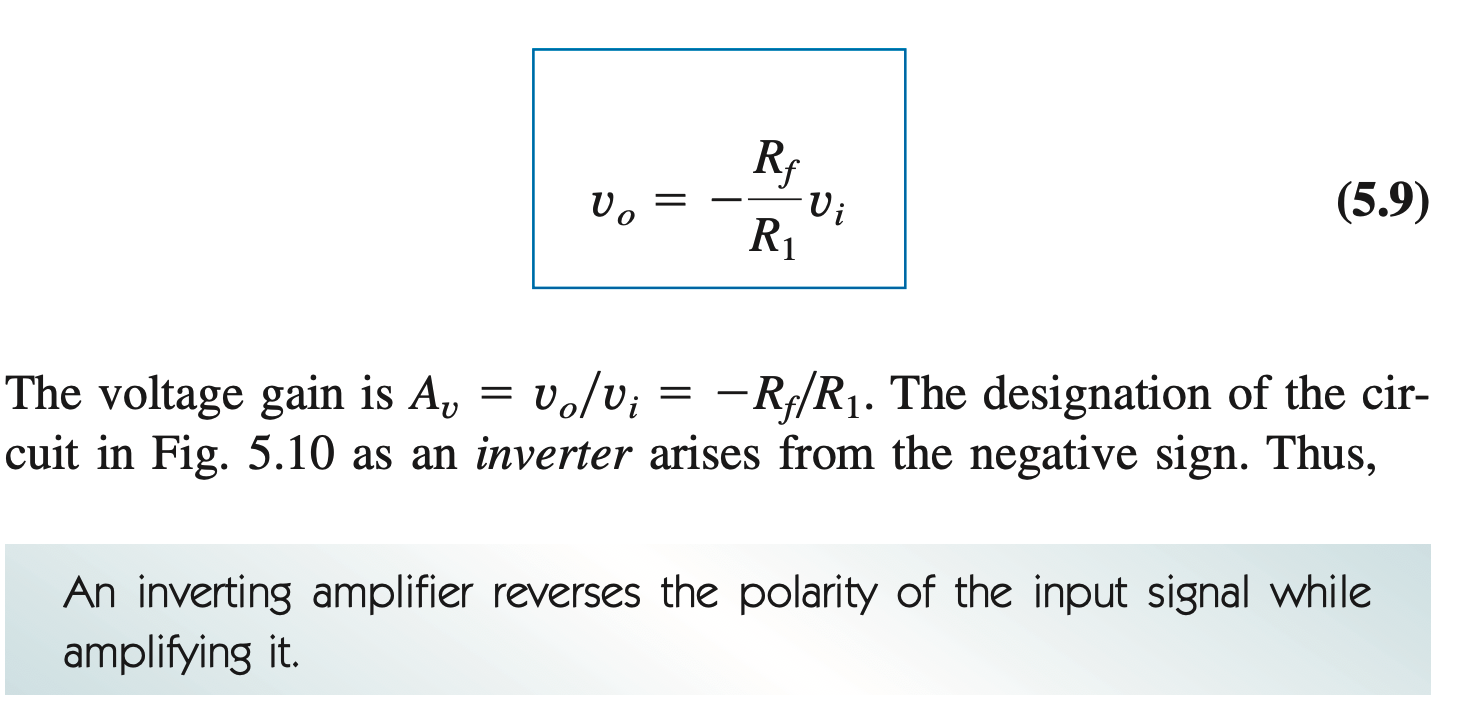 v_o = -\frac{R_f}{R_1} v_i (5.9)
The voltage gain is A_v = v_o/v_i = −R_f/R_1. The designation of the cir-
cuit in Fig. 5.10 as an inverter arises from the negative sign. Thus,
An inverting amplifier reverses the polarity of the input signal while
amplifying it.